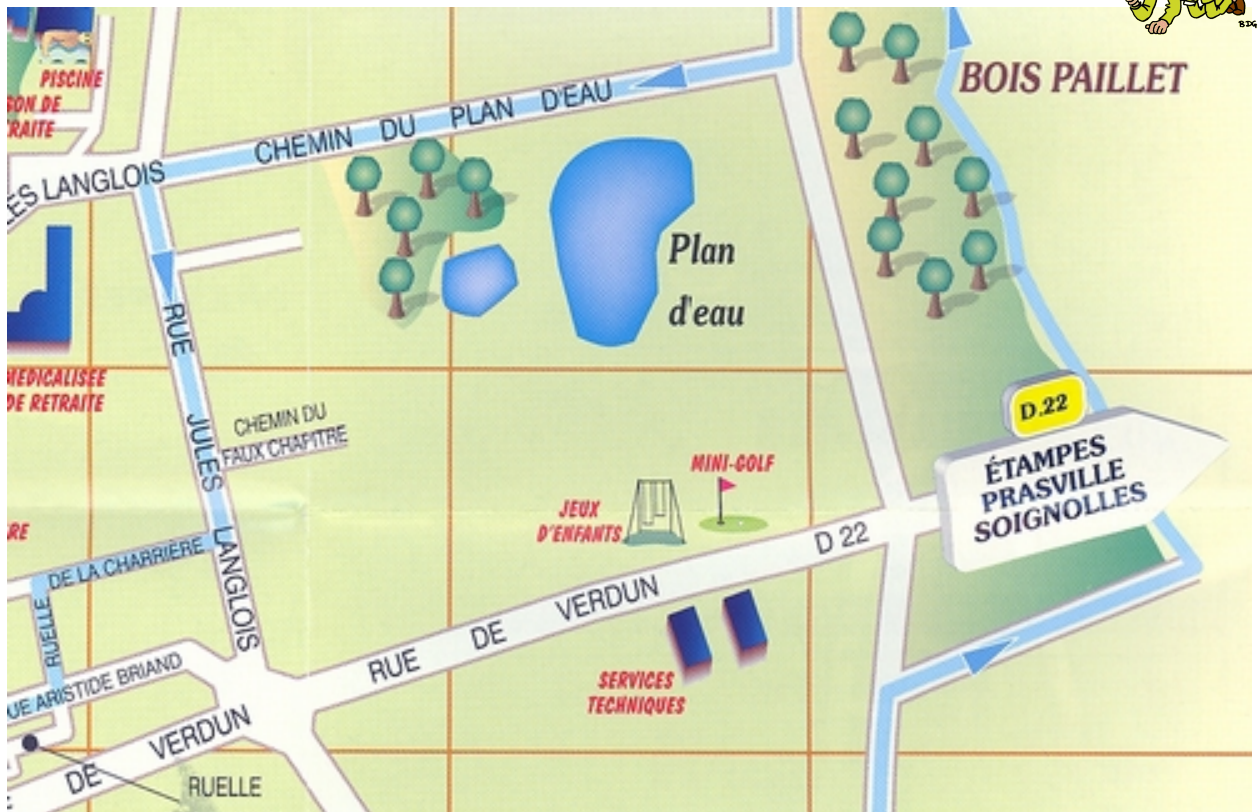 BDG
PISCINE
SON DE
RAITE
BOIS PAILLET
CHEMIN DU PLAN D'EAU
LES LANGLOIS
Plan
d'eau
MEDICALISEE
DE RETRAITE
D.22
RUE JULES LANGLOIS
CHEMIN DU
FAUX CHAPITRE
ÉTAMPES
PRASVILLE
SOIGNOLLES
MINI-GOLF
JEUX
D'ENFANTS
RE
D 22
DE LA CHARRIÈRE
RUELLE
RUE DE VERDUN
UE ARISTIDE BRIAND
SERVICES
TECHNIQUES
DE VERDUN
RUELLE